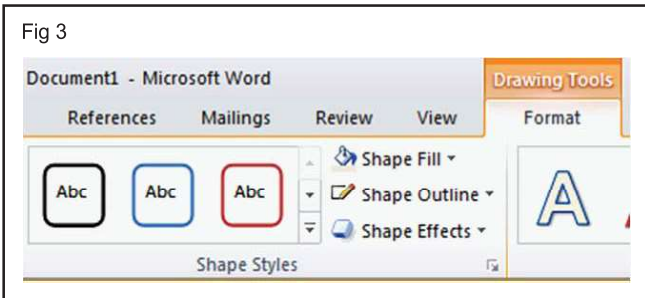 Fig 3
Document1 - Microsoft Word
Drawing Tools
References Mailings Review View Format
Abc Abc Abc
Shape Fill
Shape Outline
Shape Effects
A
Shape Styles